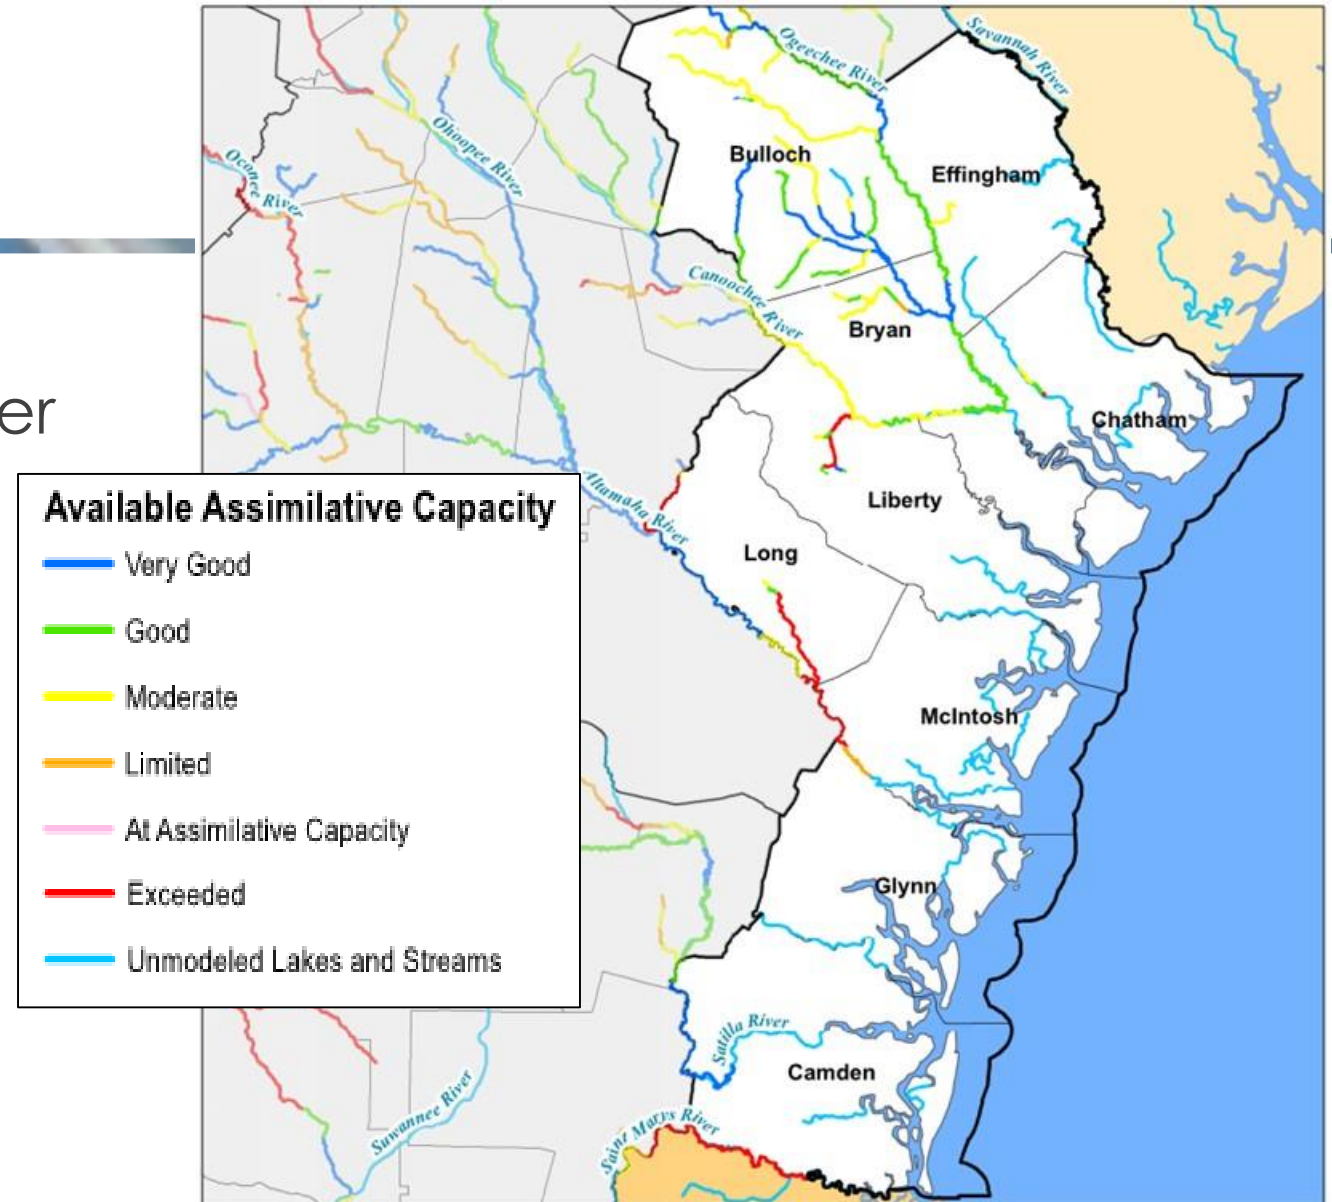 er
Available Assimilative Capacity
Very Good
Good
Moderate
Limited
At Assimilative Capacity
Exceeded
Unmodeled Lakes and Streams
Savannah River
Ogeechee River
Ohoopee River
Oconee River
Bulloch
Effingham
Canoochee River
Bryan
Chatham
Altamaha River
Liberty
Long
McIntosh
Glynn
Satilla River
Camden
Suwannee River
Saint Marys River